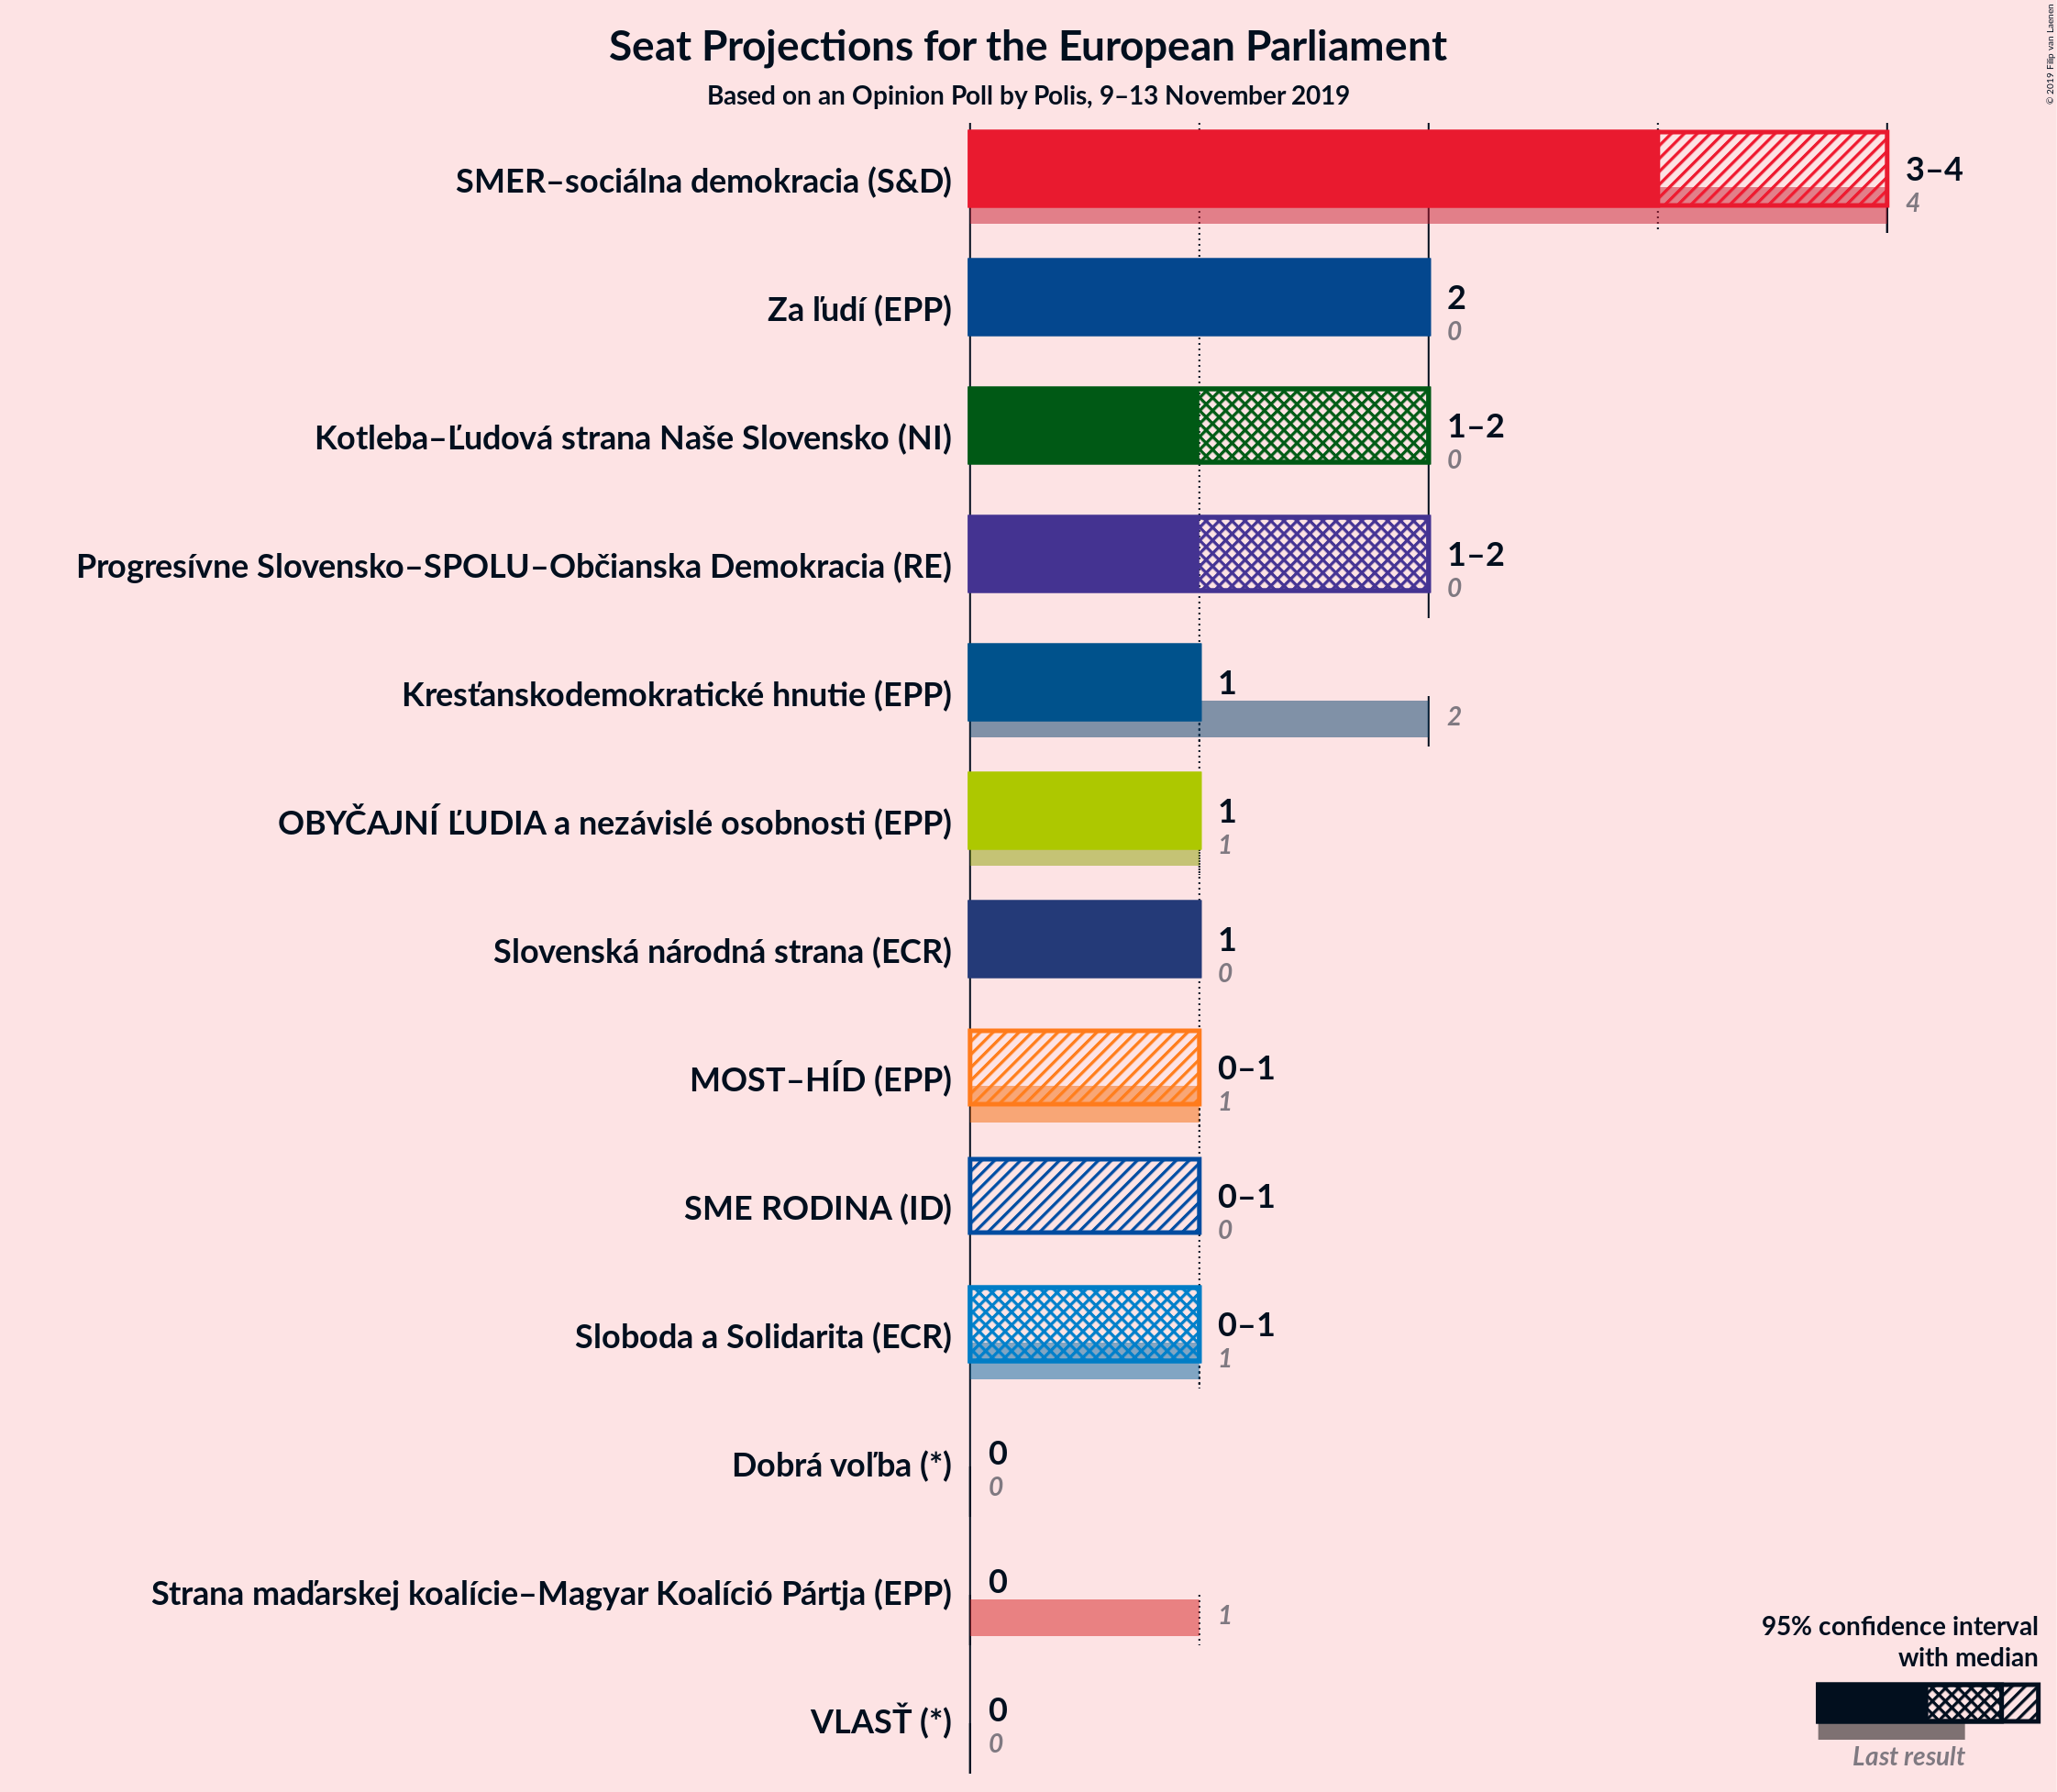 Seat Projections for the European Parliament
Based on an Opinion Poll by Polis, 9–13 November 2019
© 2019 Filip van Laenen
SMER–sociálna demokracia (S&D)
3–4
4
Za ľudí (EPP)
2
0
Kotleba–Ľudová strana Naše Slovensko (NI)
1–2
0
Progresívne Slovensko–SPOLU–Občianska Demokracia (RE)
1–2
0
Kresťanskodemokratické hnutie (EPP)
1
2
OBYČAJNÍ ĽUDIA a nezávislé osobnosti (EPP)
1
1
Slovenská národná strana (ECR)
1
0
MOST–HÍD (EPP)
0–1
1
SME RODINA (ID)
0–1
0
Sloboda a Solidarita (ECR)
0–1
1
Dobrá voľba (*)
0
0
Strana maďarskej koalície–Magyar Koalíció Pártja (EPP)
0
1
VLASŤ (*)
0
0
95% confidence interval
with median
Last result